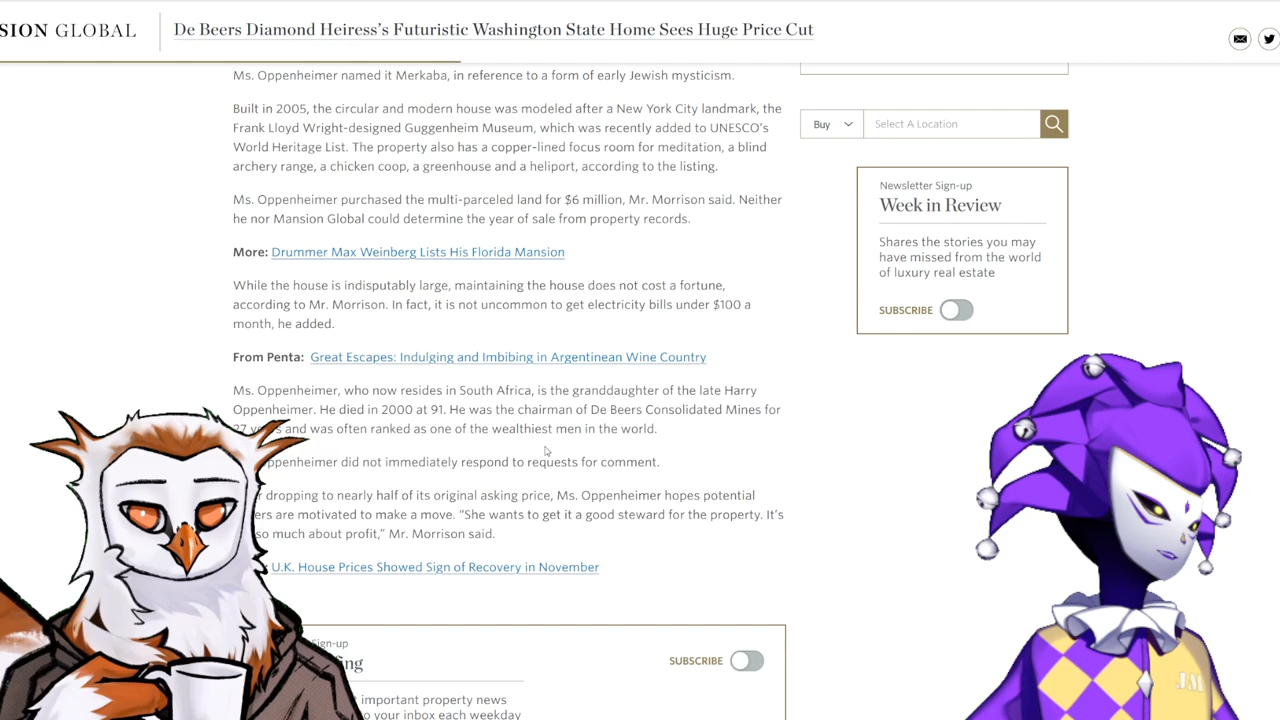 SION GLOBAL
De Beers Diamond Heiress's Futuristic Washington State Home Sees Huge Price Cut
Ms. Oppenheimer named it Merkaba, in reference to a form of early Jewish mysticism.
Built in 2005, the circular and modern house was modeled after a New York City landmark, the
Frank Lloyd Wright-designed Guggenheim Museum, which was recently added to UNESCO's
World Heritage List. The property also has a copper-lined focus room for meditation, a blind
archery range, a chicken coop, a greenhouse and a heliport, according to the listing.
Ms. Oppenheimer purchased the multi-parceled land for $6 million, Mr. Morrison said. Neither
he nor Mansion Global could determine the year of sale from property records.
More: Drummer Max Weinberg Lists His Florida Mansion
While the house is indisputably large, maintaining the house does not cost a fortune,
according to Mr. Morrison. In fact, it is not uncommon to get electricity bills under $100 a
month, he added.
From Penta: Great Escapes: Indulging and Imbibing in Argentinean Wine Country
Ms. Oppenheimer, who now resides in South Africa, is the granddaughter of the late Harry
Oppenheimer. He died in 2000 at 91. He was the chairman of De Beers Consolidated Mines for
27 and was often ranked as one of the wealthiest men in the world.
ppenheimer did not immediately respond to requests for comment.
dropping to nearly half of its original asking price, Ms. Oppenheimer hopes potential
ers are motivated to make a move. "She wants to get it a good steward for the property. It's
so much about profit," Mr. Morrison said.
U.K. House Prices Showed Sign of Recovery in November
Sign-up
SUBSCRIBE
important property news
your inbox each weekday
Buy
Select A Location
Newsletter Sign-up
Week in Review
Shares the stories you may
have missed from the world
of luxury real estate
SUBSCRIBE
JM